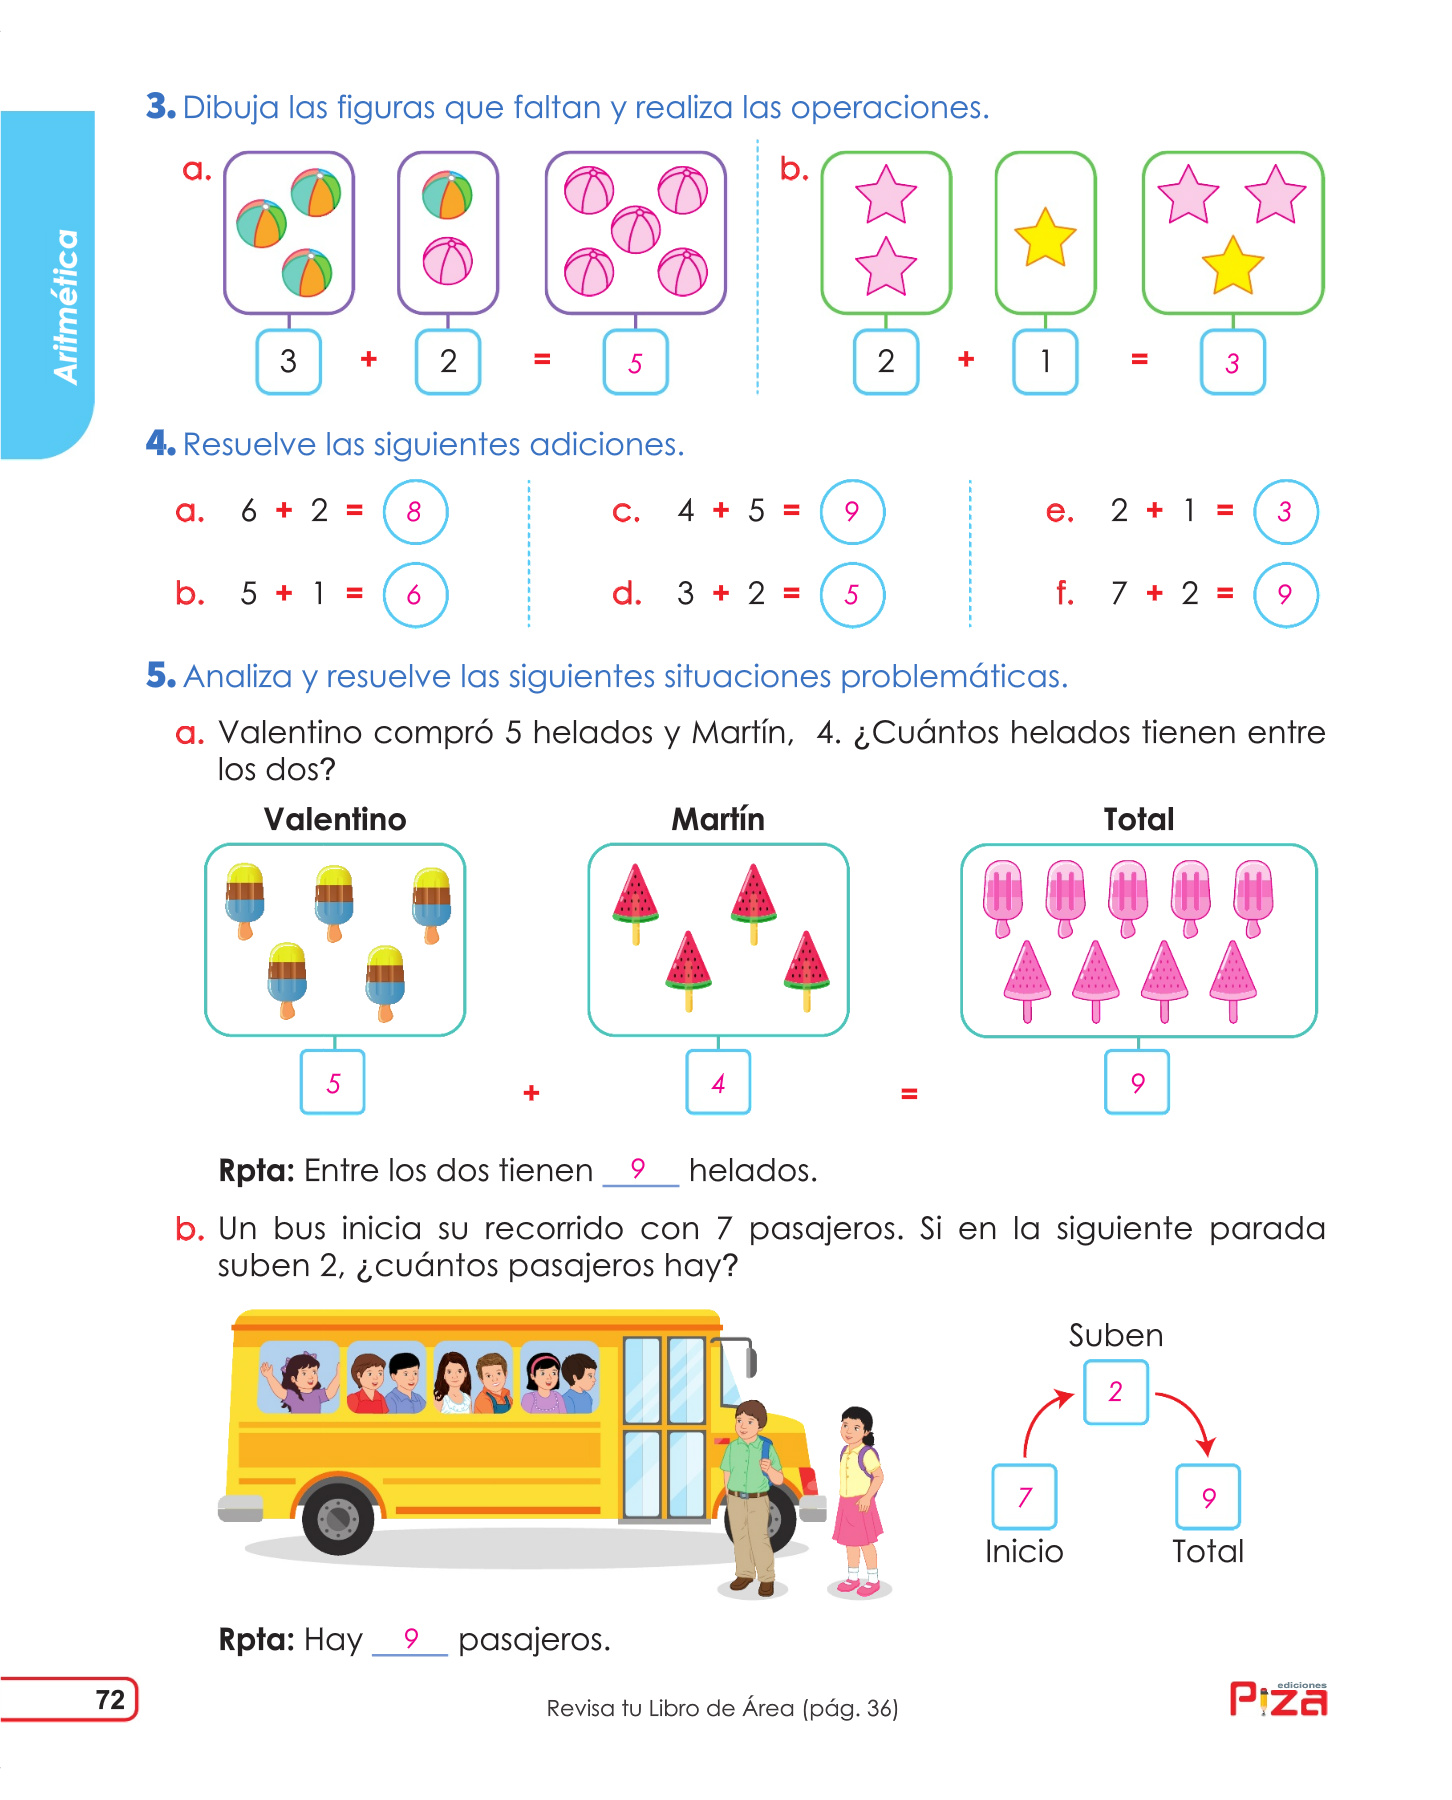 Aritmética
3. Dibuja las figuras que faltan y realiza las operaciones.
a.
3 + 2 = 5
b.
2 + 1 = 3
4. Resuelve las siguientes adiciones.
a. 6 + 2 = 8
b. 5 + 1 = 6
c. 4 + 5 = 9
d. 3 + 2 = 5
e. 2 + 1 = 3
f. 7 + 2 = 9
5. Analiza y resuelve las siguientes situaciones problemáticas.
a. Valentino compró 5 helados y Martín, 4. ¿Cuántos helados tienen entre
los dos?
Valentino Martín Total
5 + 4 = 9
Rpta: Entre los dos tienen 9 helados.
b. Un bus inicia su recorrido con 7 pasajeros. Si en la siguiente parada
suben 2, ¿cuántos pasajeros hay?
Suben
2
7 9
Inicio Total
Rpta: Hay 9 pasajeros.
72
Revisa tu Libro de Área (pág. 36)
ediciones
PIZA